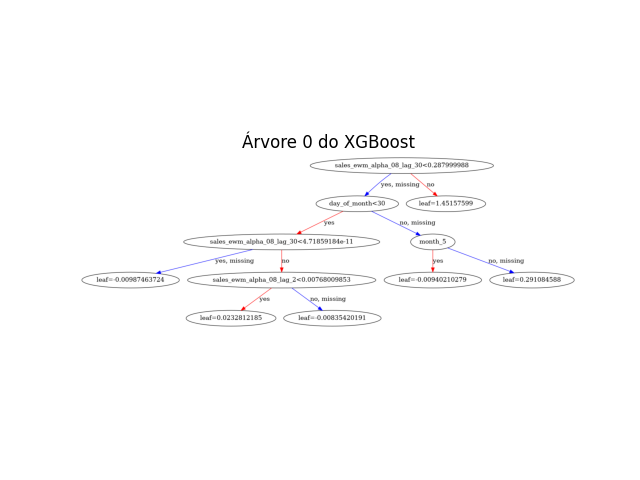 Árvore 0 do XGBoost
sales_ewm_alpha_08_lag_30<0.287999988
yes, missing
no
day_of_month<30
leaf=1.45157599
yes
no, missing
sales_ewm_alpha_08_lag_30<4.71859184e-11
month_5
yes, missing
no
yes
no, missing
leaf=-0.00987463724
sales_ewm_alpha_08_lag_2<0.00768009853
leaf=-0.00940210279
leaf=0.291084588
yes
no, missing
leaf=0.0232812185
leaf=-0.00835420191